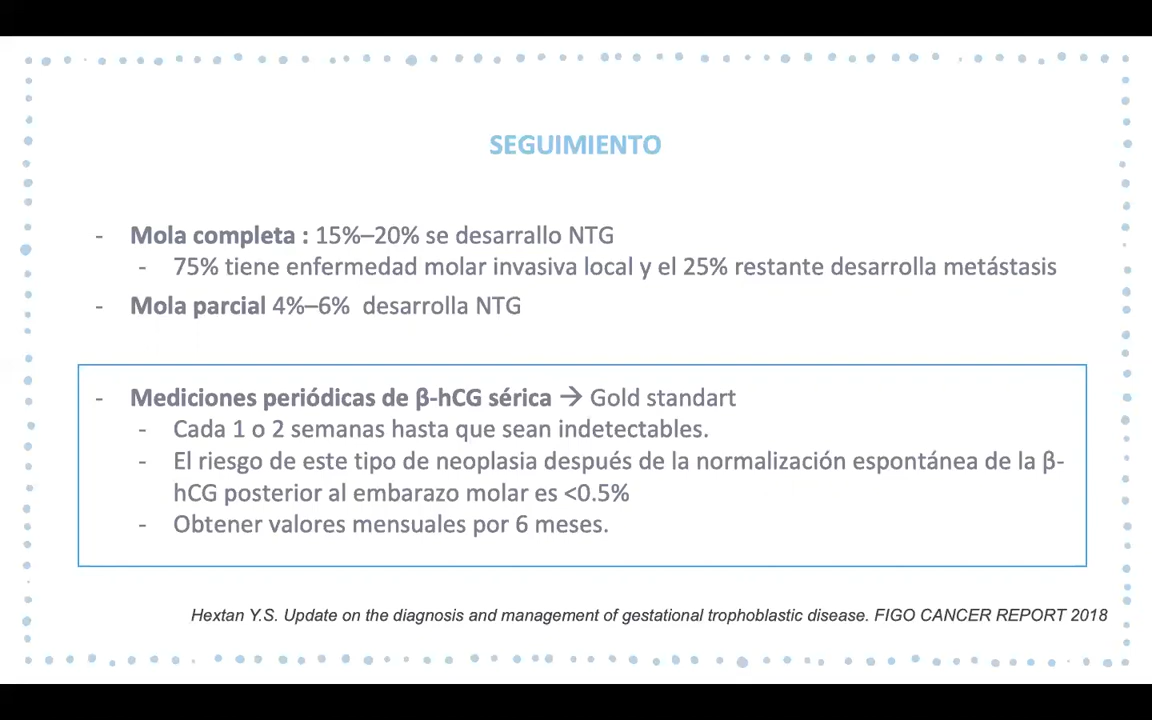 SEGUIMIENTO
- Mola completa : 15%–20% se desarrallo NTG
- 75% tiene enfermedad molar invasiva local y el 25% restante desarrolla metástasis
- Mola parcial 4%–6% desarrolla NTG
- Mediciones periódicas de β-hCG sérica → Gold standart
- Cada 1 o 2 semanas hasta que sean indetectables.
- El riesgo de este tipo de neoplasia después de la normalización espontánea de la β-
hCG posterior al embarazo molar es <0.5%
- Obtener valores mensuales por 6 meses.
Hextan Y.S. Update on the diagnosis and management of gestational trophoblastic disease. FIGO CANCER REPORT 2018